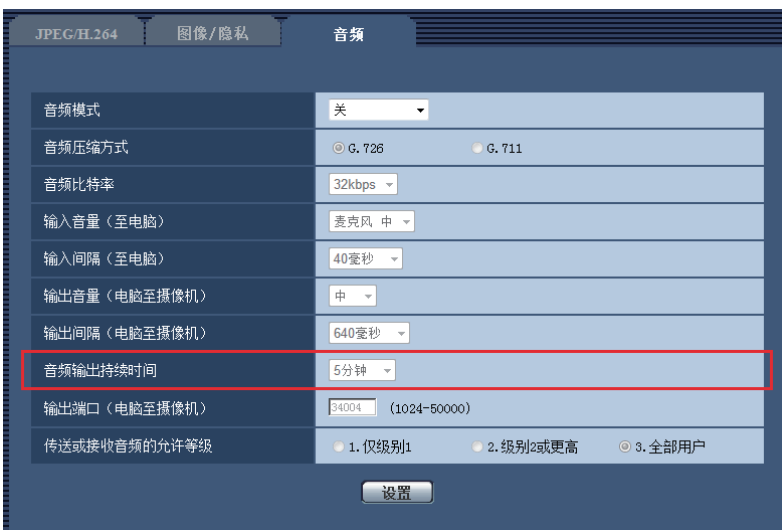 JPEG/H.264 图像/隐私 音频
音频模式 关
音频压缩方式 G.726 G.711
音频比特率 32kbps
输入音量（至电脑） 麦克风 中
输入间隔（至电脑） 40毫秒
输出音量（电脑至摄像机） 中
输出间隔（电脑至摄像机） 640毫秒
音频输出持续时间 5分钟
输出端口（电脑至摄像机） 34004 (1024-50000)
传送或接收音频的允许等级 1.仅级别1 2.级别2或更高 3.全部用户
设置